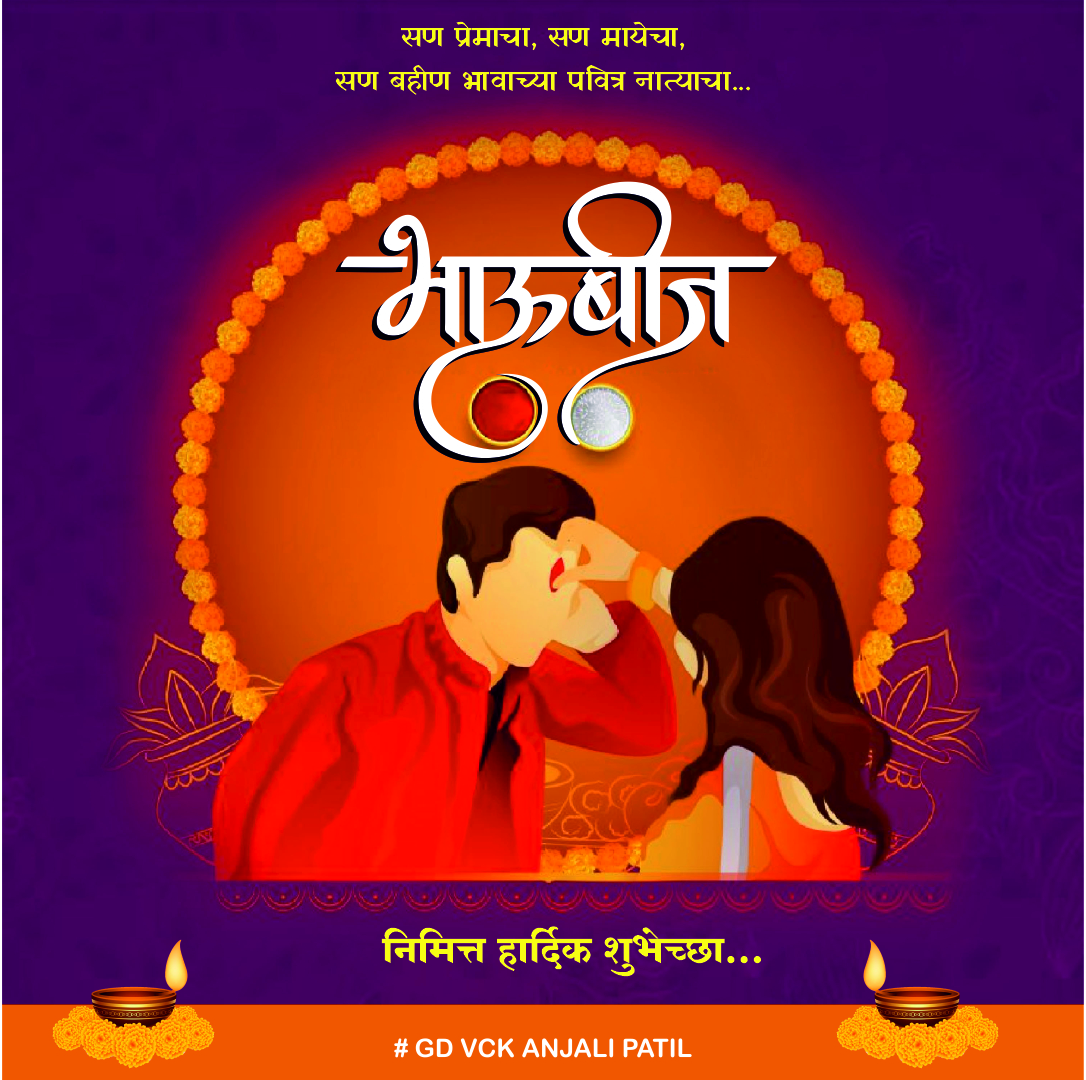 सण प्रेमाचा, सण मायेचा,
सण बहीण भावाच्या पवित्र नात्याचा...
भाऊबीज
निमित्त हार्दिक शुभेच्छा...
# GD VCK ANJALI PATIL